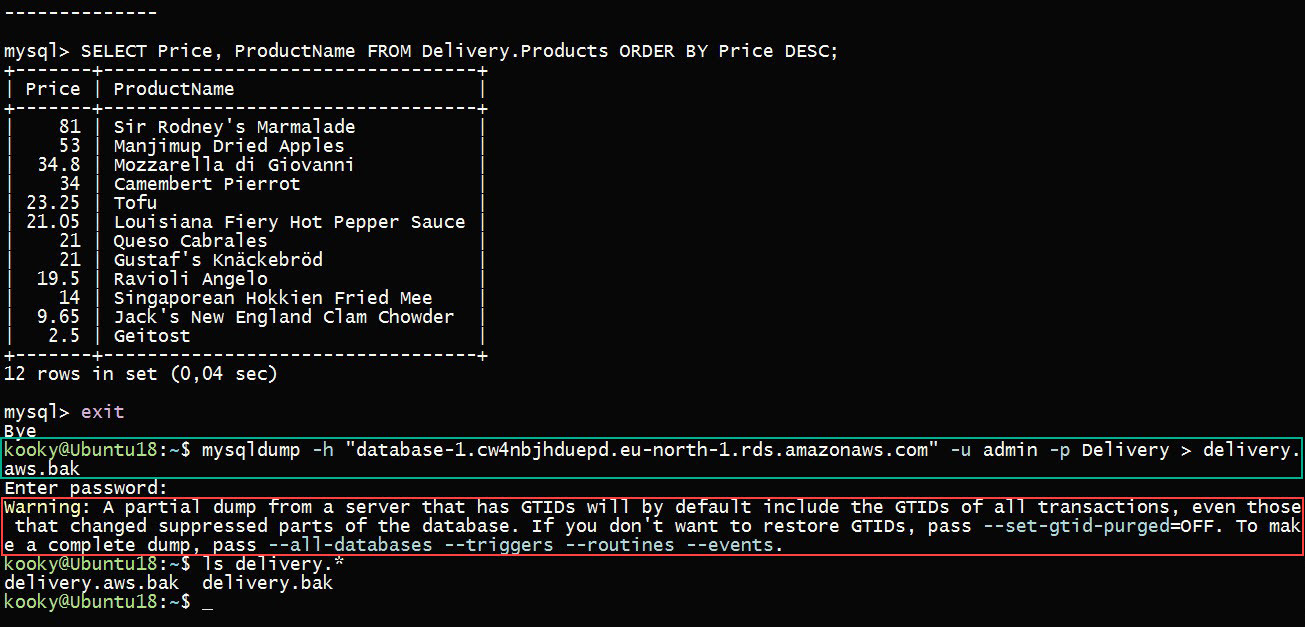 --------------
mysql> SELECT Price, ProductName FROM Delivery.Products ORDER BY Price DESC;
+-------+----------------------------------+
| Price | ProductName                      |
+-------+----------------------------------+
|    81 | Sir Rodney's Marmalade           |
|    53 | Manjimup Dried Apples            |
|  34.8 | Mozzarella di Giovanni           |
|    34 | Camembert Pierrot                |
| 23.25 | Tofu                             |
| 21.05 | Louisiana Fiery Hot Pepper Sauce |
|    21 | Queso Cabrales                   |
|    21 | Gustaf's Knäckebröd              |
|  19.5 | Ravioli Angelo                   |
|    14 | Singaporean Hokkien Fried Mee    |
|  9.65 | Jack's New England Clam Chowder  |
|   2.5 | Geitost                          |
+-------+----------------------------------+
12 rows in set (0,04 sec)
mysql> exit
Bye
kooky@Ubuntu18:~$ mysqldump -h "database-1.cw4nbjhduepd.eu-north-1.rds.amazonaws.com" -u admin -p Delivery > delivery.
aws.bak
Enter password:
Warning: A partial dump from a server that has GTIDs will by default include the GTIDs of all transactions, even those
 that changed suppressed parts of the database. If you don't want to restore GTIDs, pass --set-gtid-purged=OFF. To mak
e a complete dump, pass --all-databases --triggers --routines --events.
kooky@Ubuntu18:~$ ls delivery.*
delivery.aws.bak  delivery.bak
kooky@Ubuntu18:~$ _